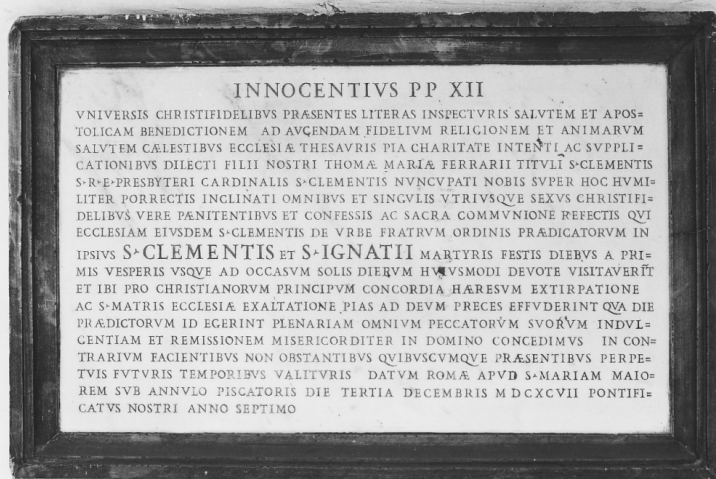 INNOCENTIVS PP XII
VNIVERSIS CHRISTIFIDELIBVS PRÆSENTES LITERAS INSPECTVRIS SALVTEM ET APOS=
TOLICAM BENEDICTIONEM AD AVGENDAM FIDELIVM RELIGIONEM ET ANIMARVM
SALVTEM CÆLESTIBVS ECCLESIÆ THESAVRIS PIA CHARITATE INTENTI AC SVPPLI=
CATIONIBVS DILECTI FILII NOSTRI THOMÆ MARIÆ FERRARII TITVLI S·CLEMENTIS
S·R·E·PRESBYTERI CARDINALIS S·CLEMENTIS NVNCVPATI NOBIS SVPER HOC HVMI=
LITER PORRECTIS INCLINATI OMNIBVS ET SINGVLIS VTRIVSQVE SEXVS CHRISTIFI=
DELIBVS VERE PÆNITENTIBVS ET CONFESSIS AC SACRA COMMVNIONE REFECTIS QVI
ECCLESIAM EIVSDEM S·CLEMENTIS DE VRBE FRATRVM ORDINIS PRÆDICATORVM IN
IPSIVS S·CLEMENTIS ET S·IGNATII MARTYRIS FESTIS DIEBVS A PRI=
MIS VESPERIS VSQVE AD OCCASVM SOLIS DIERVM HVIVSMODI DEVOTE VISITAVERIÑT
ET IBI PRO CHRISTIANORVM PRINCIPVM CONCORDIA HÆRESVM EXTIRPATIONE
AC S·MATRIS ECCLESIÆ EXALTATIONE PIAS AD DEVM PRECES EFFVDERINT QVA DIE
PRÆDICTORVM ID EGERINT PLENARIAM OMNIVM PECCATORVM SVORVM INDVL=
GENTIAM ET REMISSIONEM MISERICORDITER IN DOMINO CONCEDIMVS IN CON=
TRARIVM FACIENTIBVS NON OBSTANTIBVS QVIBVSCVMQVE PRÆSENTIBVS PERPE=
TVIS FVTVRIS TEMPORIBVS VALITVRIS DATVM ROMÆ APVD S·MARIAM MAIO=
REM SVB ANNVLO PISCATORIS DIE TERTIA DECEMBRIS MDCXCVII PONTIFI=
CATVS NOSTRI ANNO SEPTIMO